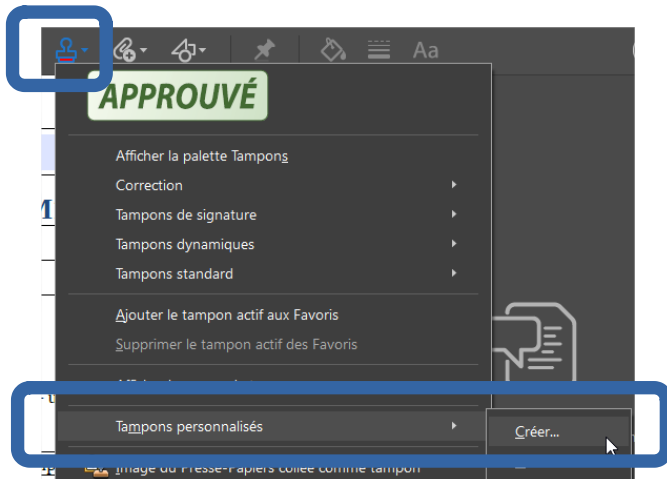 Aa
APPROUVÉ
Afficher la palette Tampons
Correction
Tampons de signature
Tampons dynamiques
Tampons standard
Ajouter le tampon actif aux Favoris
Supprimer le tampon actif des Favoris
Tampons personnalisés
Créer...
Image du Presse-Papiers collée comme tampon